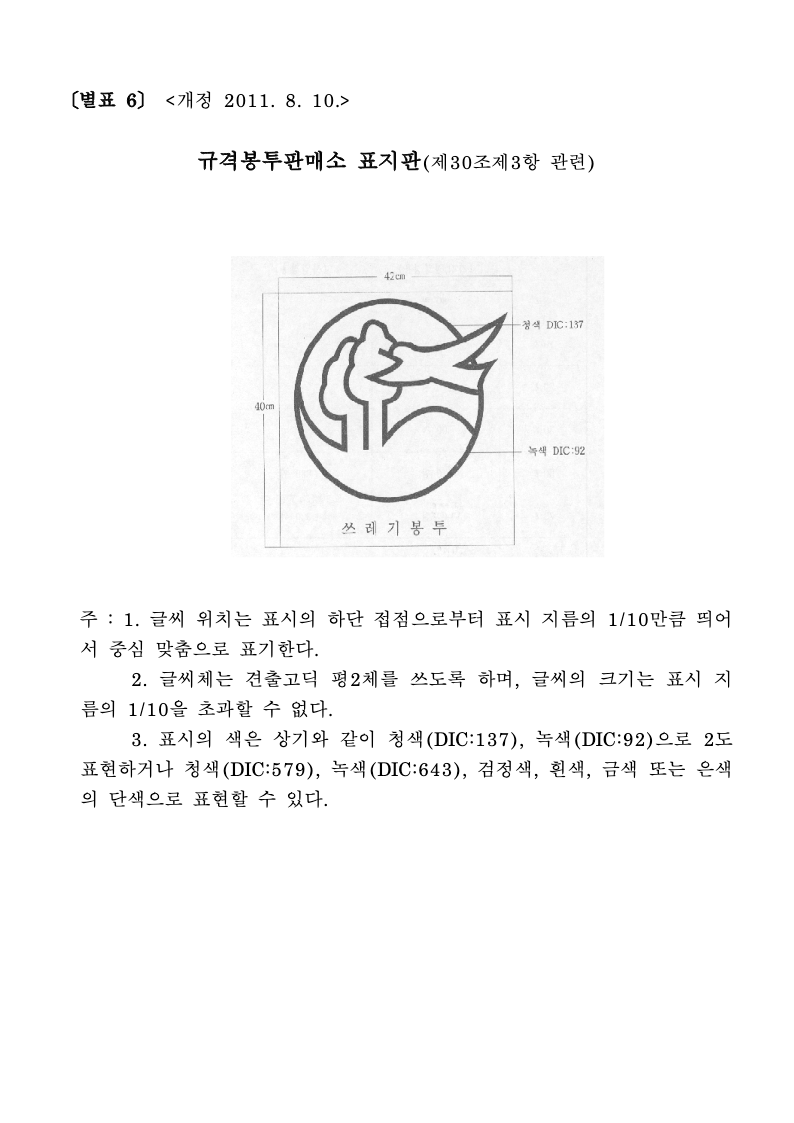 〔별표 6〕 <개정 2011. 8. 10.>
규격봉투판매소 표지판(제30조제3항 관련)
42㎝
청색 DIC:137
40㎝
녹색 DIC:92
쓰레기봉투
주 : 1. 글씨 위치는 표시의 하단 접점으로부터 표시 지름의 1/10만큼 띄어
서 중심 맞춤으로 표기한다.
2. 글씨체는 견출고딕 평2체를 쓰도록 하며, 글씨의 크기는 표시 지
름의 1/10을 초과할 수 없다.
3. 표시의 색은 상기와 같이 청색(DIC:137), 녹색(DIC:92)으로 2도
표현하거나 청색(DIC:579), 녹색(DIC:643), 검정색, 흰색, 금색 또는 은색
의 단색으로 표현할 수 있다.